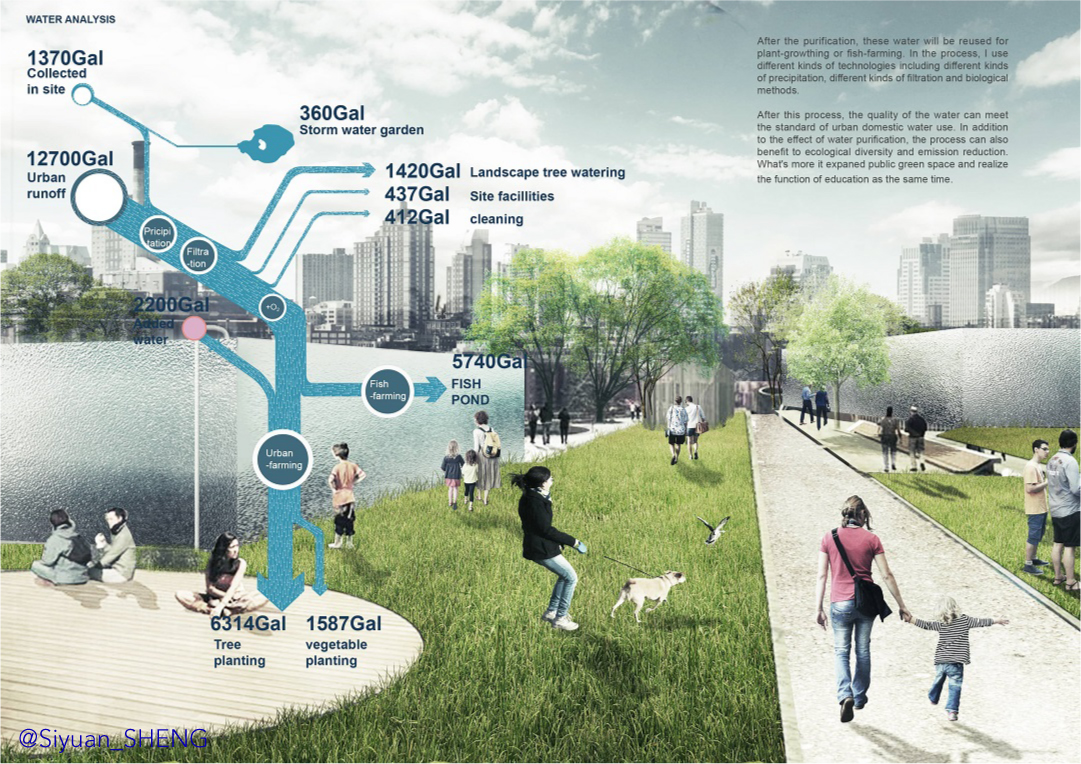 WATER ANALYSIS
1370Gal
Collected
in site
360Gal
Storm water garden
12700Gal
Urban
runoff
1420Gal Landscape tree watering
437Gal Site facillities
412Gal cleaning
Pricipi
tation
Filtra
-tion
+O₂
2200Gal
Added
water
5740Gal
FISH
POND
Fish
-farming
Urban
-farming
6314Gal
Tree
planting
1587Gal
vegetable
planting
After the purification, these water will be reused for
plant-growthing or fish-farming. In the process, I use
different kinds of technologies including different kinds
of precipitation, different kinds of filtration and biological
methods.
After this process, the quality of the water can meet
the standard of urban domestic water use. In addition
to the effect of water purification, the process can also
benefit to ecological diversity and emission reduction.
What's more it expaned public green space and realize
the function of education as the same time.
@Siyuan_SHENG